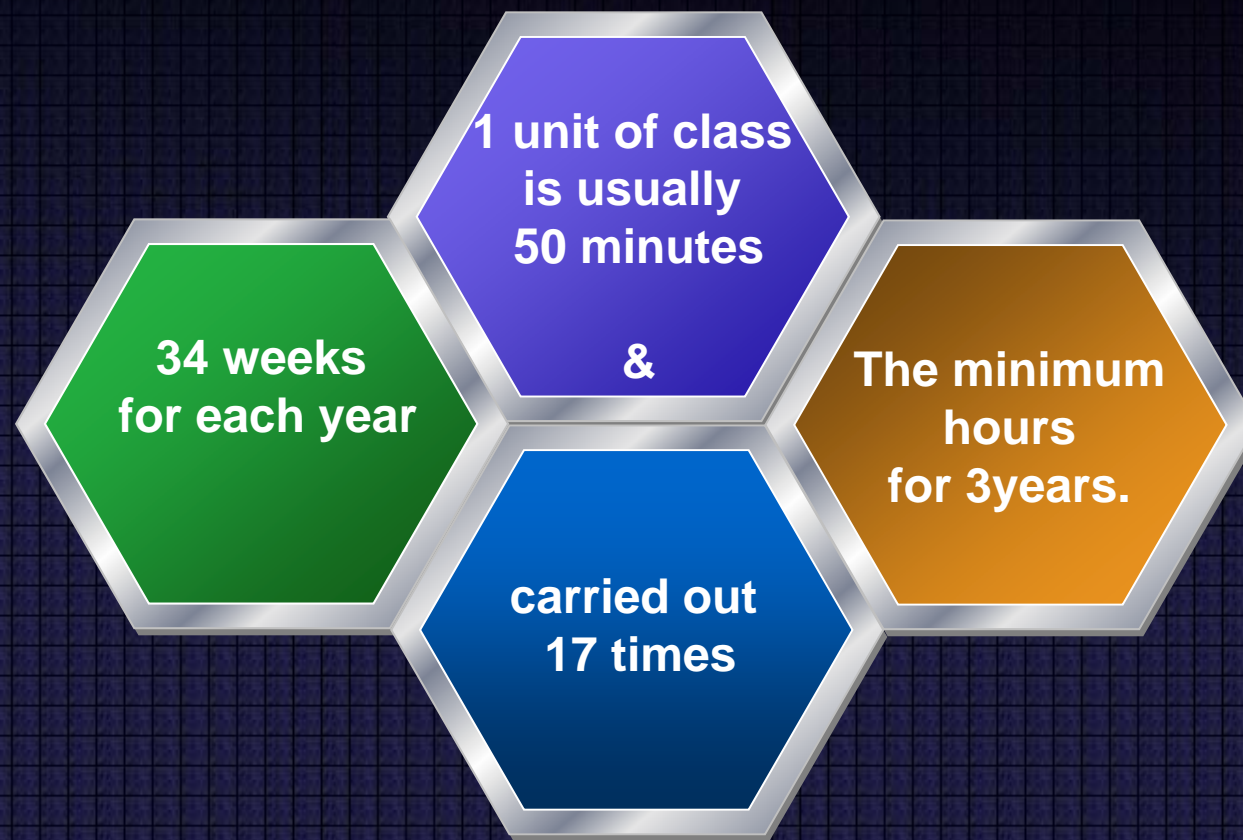 1 unit of class
is usually
50 minutes
&
34 weeks
for each year
The minimum
hours
for 3years.
carried out
17 times